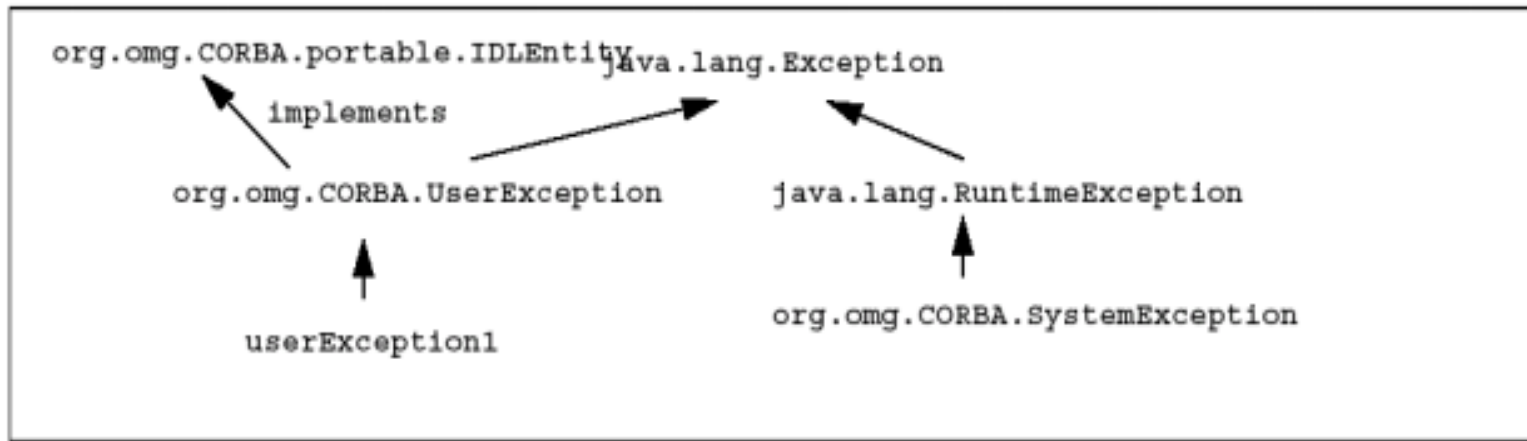 org.omg.CORBA.portable.IDLEntity
java.lang.Exception
implements
org.omg.CORBA.UserException
java.lang.RuntimeException
org.omg.CORBA.SystemException
userException1